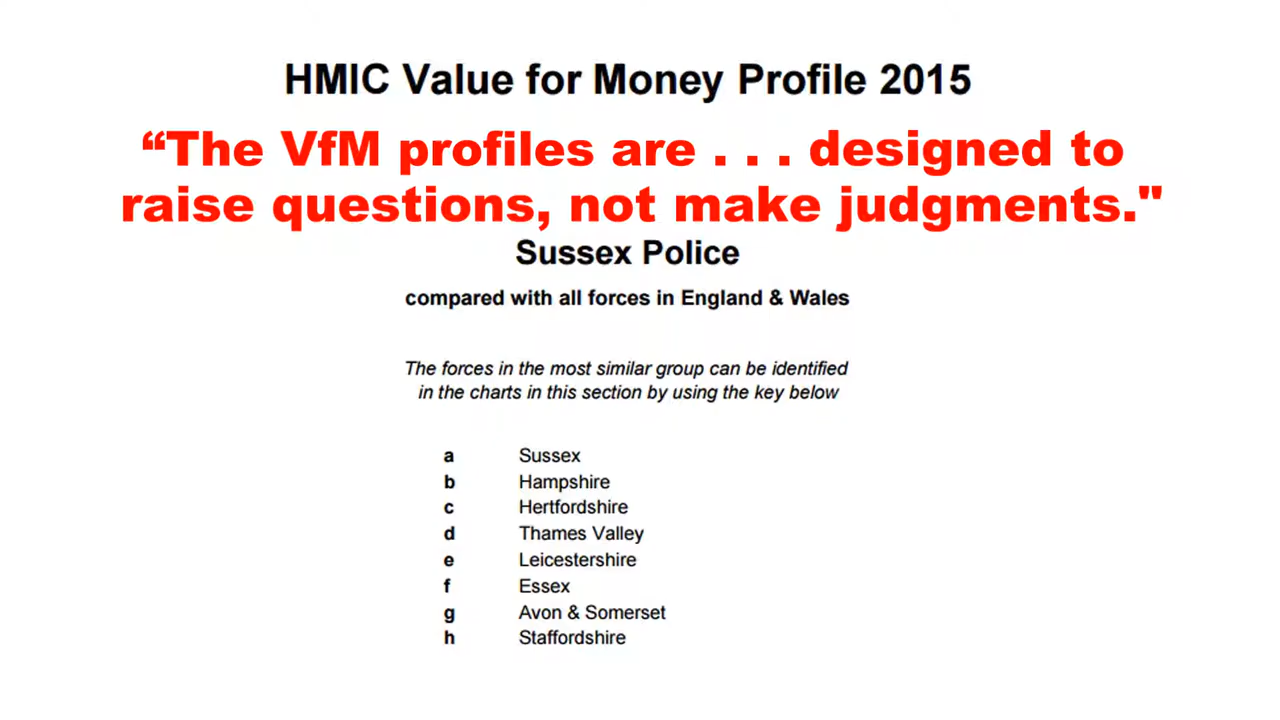 HMIC Value for Money Profile 2015
“The VfM profiles are . . . designed to
raise questions, not make judgments."
Sussex Police
compared with all forces in England & Wales
The forces in the most similar group can be identified
in the charts in this section by using the key below
a Sussex
b Hampshire
c Hertfordshire
d Thames Valley
e Leicestershire
f Essex
g Avon & Somerset
h Staffordshire